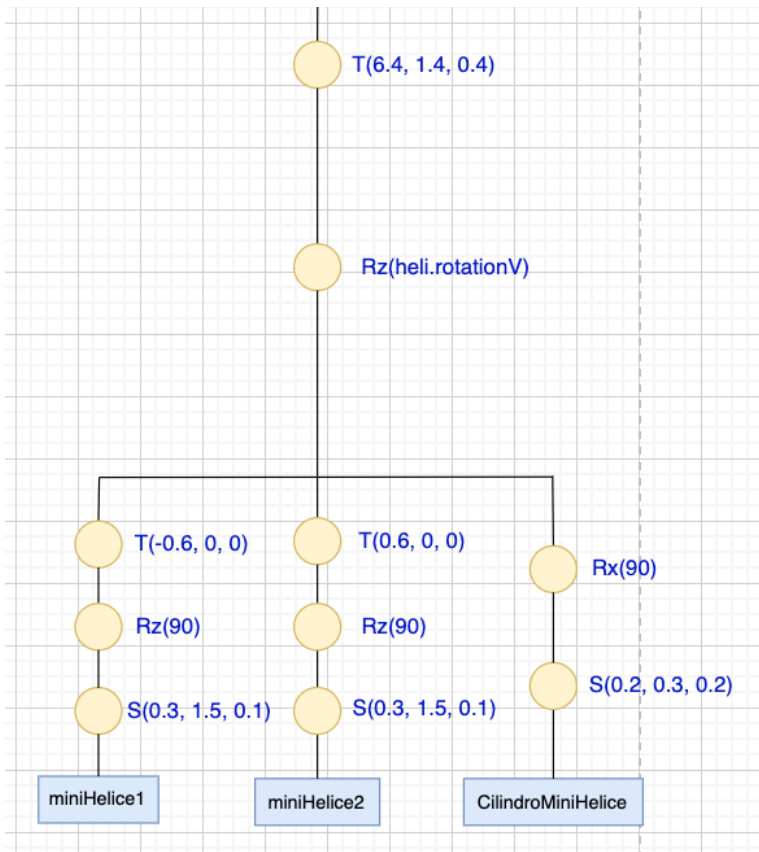 T(6.4, 1.4, 0.4)
Rz(heli.rotationV)
T(-0.6, 0, 0)
T(0.6, 0, 0)
Rx(90)
Rz(90)
Rz(90)
S(0.3, 1.5, 0.1)
S(0.3, 1.5, 0.1)
S(0.2, 0.3, 0.2)
miniHelice1
miniHelice2
CilindroMiniHelice